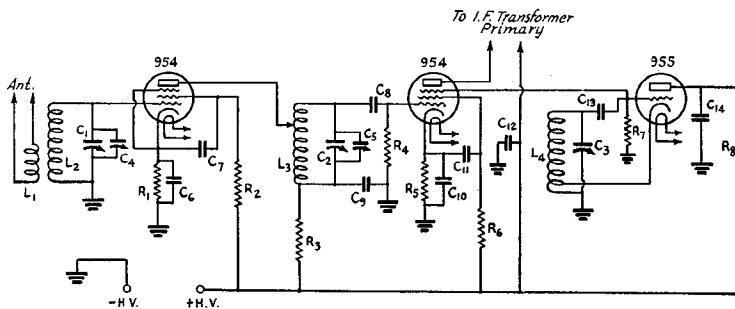 To I.F. Transformer
Primary
954
954
955
Ant.
C1
C4
L2
L1
R1
C6
C7
R2
C8
L3
C2
C5
R4
C9
R3
C11
R5
C10
R6
C12
C13
L4
C3
R7
C14
R8
-H.V.
+H.V.